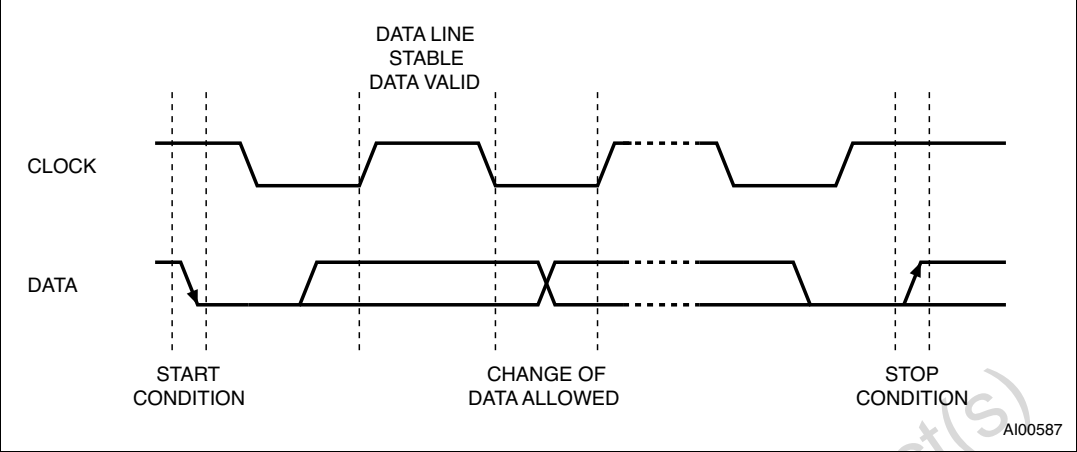 DATA LINE
STABLE
DATA VALID
CLOCK
DATA
START
CONDITION
CHANGE OF
DATA ALLOWED
STOP
CONDITION
AI00587